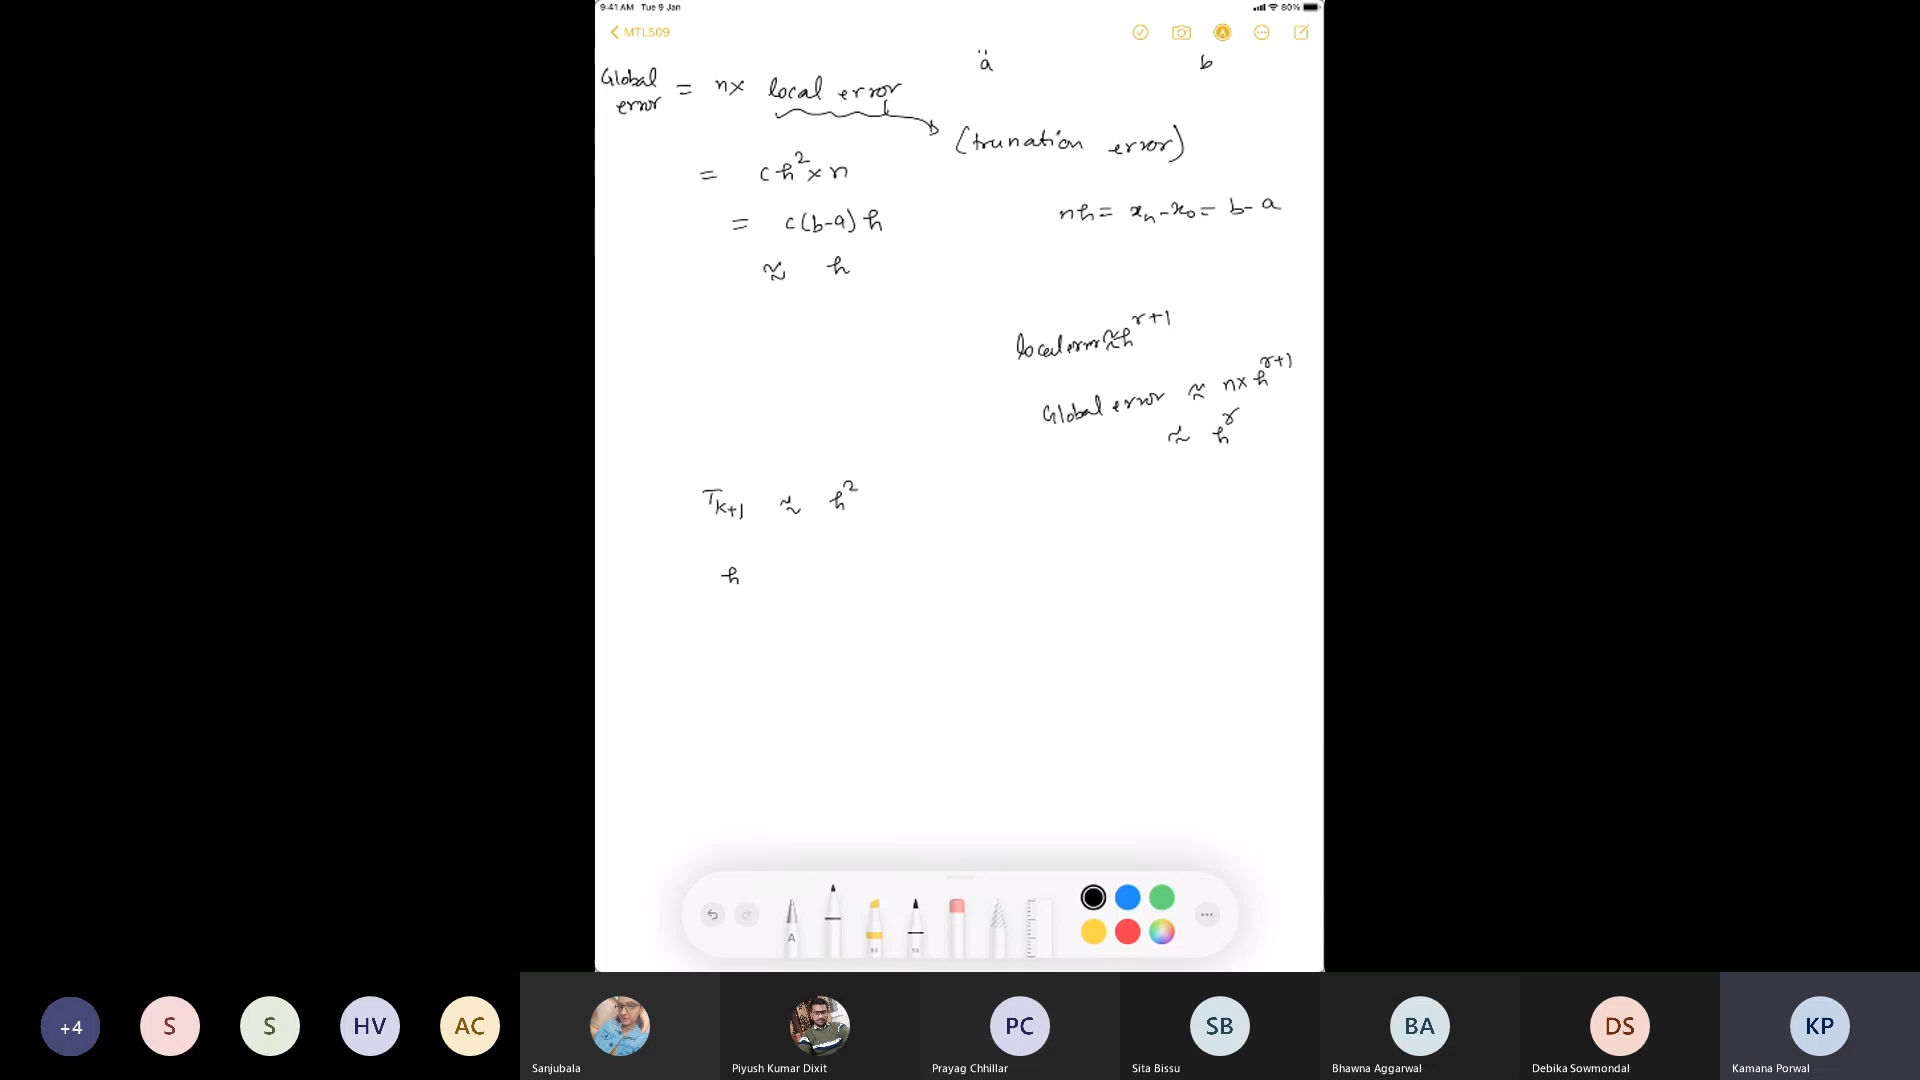 9:41 AM Tue 9 Jan
80%
MTL509
a b
Global error = n× local error
(trunation error)
= ch²×n
nh = xₙ-x₀ = b-a
= c(b-a)h
≈ h
local error ≈ h^{r+1}
Global error ≈ n×h^{r+1}
≈ h^r
T_{k+1} ≈ h²
h
A
+4
S
S
HV
AC
PC
SB
BA
DS
KP
Sanjubala
Piyush Kumar Dixit
Prayag Chhillar
Sita Bissu
Bhawna Aggarwal
Debika Sowmondal
Kamana Porwal